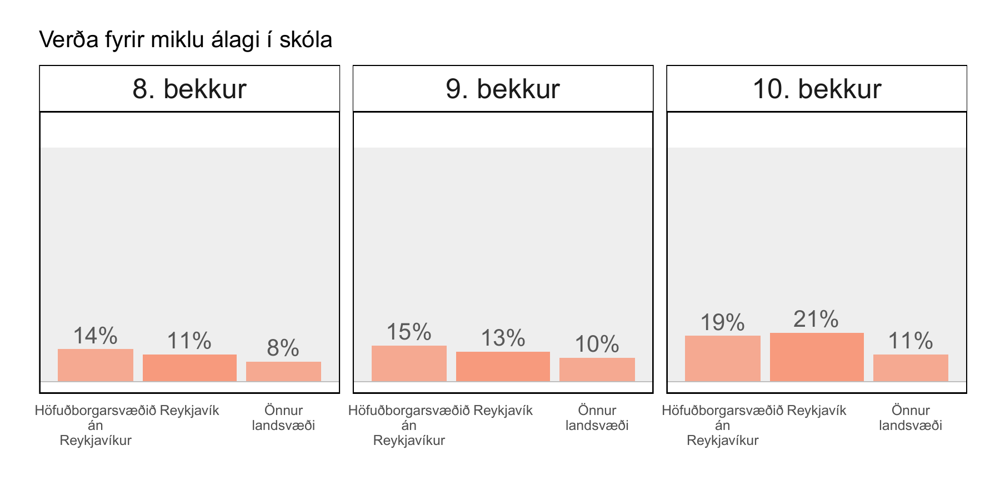 Verða fyrir miklu álagi í skóla
8. bekkur
14%
11%
8%
Höfuðborgarsvæðið
án
Reykjavíkur
Reykjavík
Önnur
landsvæði
9. bekkur
15%
13%
10%
Höfuðborgarsvæðið
án
Reykjavíkur
Reykjavík
Önnur
landsvæði
10. bekkur
19%
21%
11%
Höfuðborgarsvæðið
án
Reykjavíkur
Reykjavík
Önnur
landsvæði